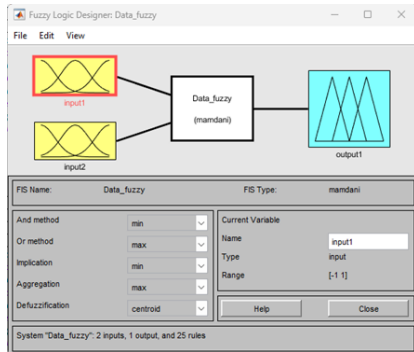 Fuzzy Logic Designer: Data_fuzzy
File Edit View
input1
Data_fuzzy
(mamdani)
input2
output1
FIS Name: Data_fuzzy FIS Type: mamdani
And method min
Or method max
Implication min
Aggregation max
Defuzzification centroid
Current Variable
Name input1
Type input
Range [-1 1]
Help Close
System "Data_fuzzy": 2 inputs, 1 output, and 25 rules